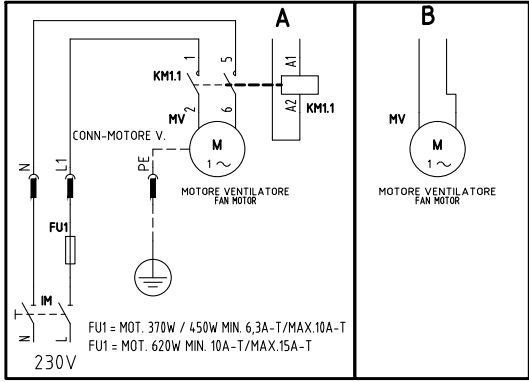 A
B
1
5
A1
KM1.1
A2
KM1.1
2
6
MV
MV
CONN-MOTORE V.
M
1 ~
M
1 ~
N
L1
PE
MOTORE VENTILATORE
FAN MOTOR
MOTORE VENTILATORE
FAN MOTOR
FU1
IM
N
L
FU1 = MOT. 370W / 450W MIN. 6,3A-T/MAX.10A-T
FU1 = MOT. 620W MIN. 10A-T/MAX.15A-T
230V